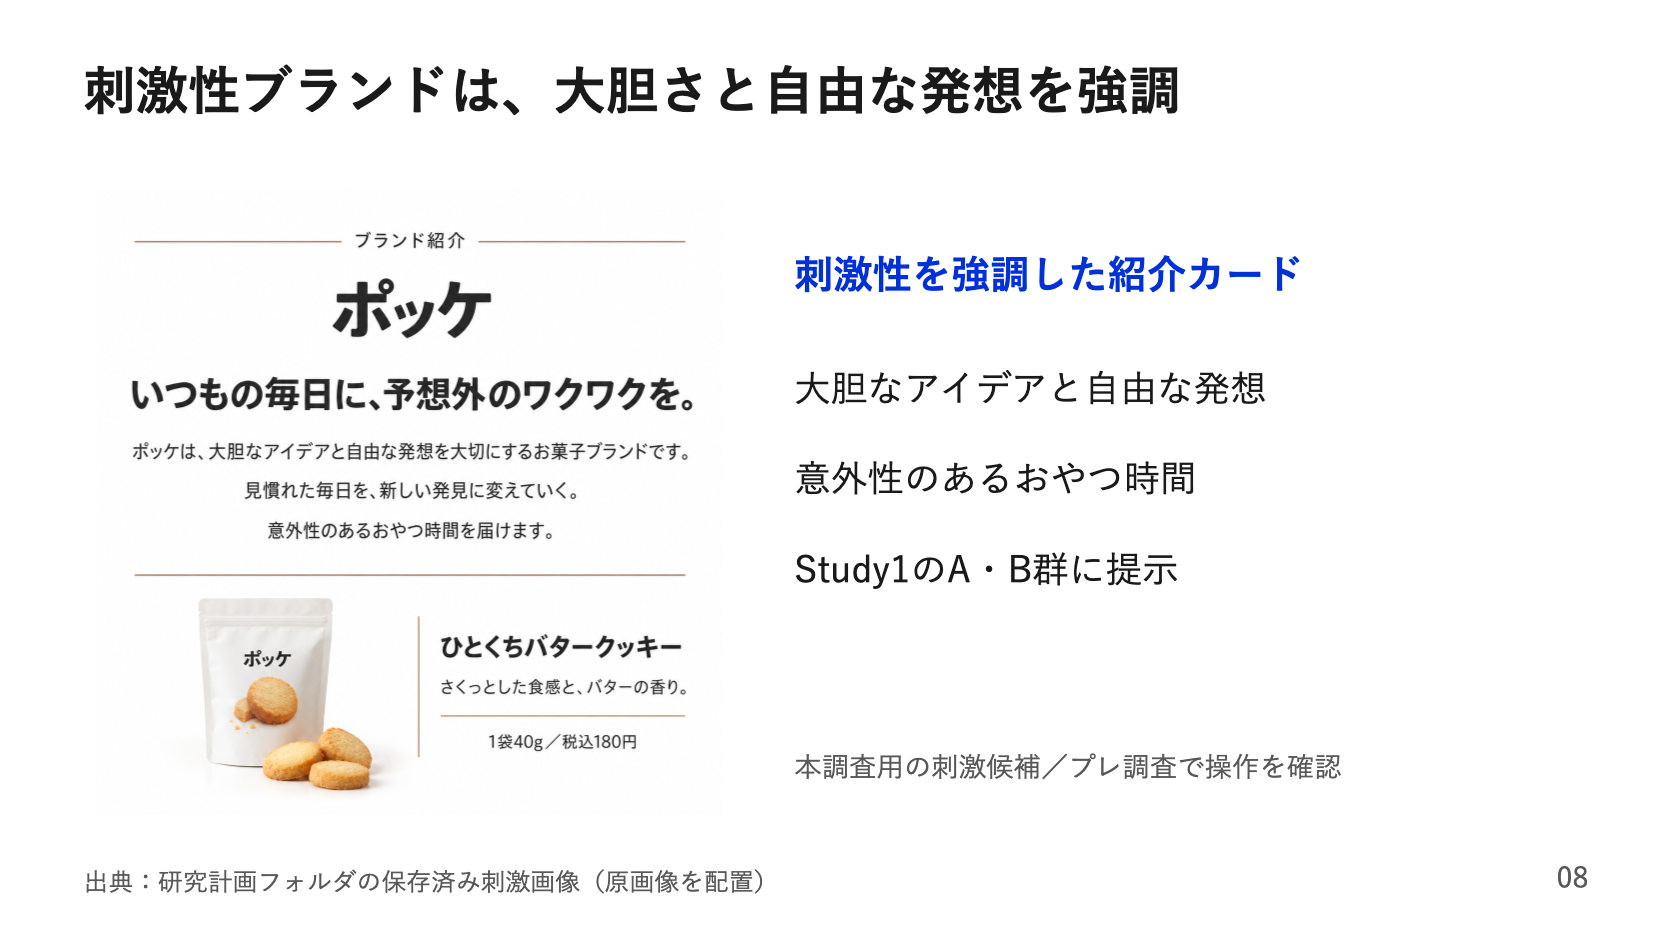 刺激性ブランドは、大胆さと自由な発想を強調
ブランド紹介
ポッケ
いつもの毎日に、予想外のワクワクを。
ポッケは、大胆なアイデアと自由な発想を大切にするお菓子ブランドです。
見慣れた毎日を、新しい発見に変えていく。
意外性のあるおやつ時間を届けます。
ポッケ
ひとくちバタークッキー
さくっとした食感と、バターの香り。
1袋40g／税込180円
刺激性を強調した紹介カード
大胆なアイデアと自由な発想
意外性のあるおやつ時間
Study1のA・B群に提示
本調査用の刺激候補／プレ調査で操作を確認
出典：研究計画フォルダの保存済み刺激画像（原画像を配置）
08